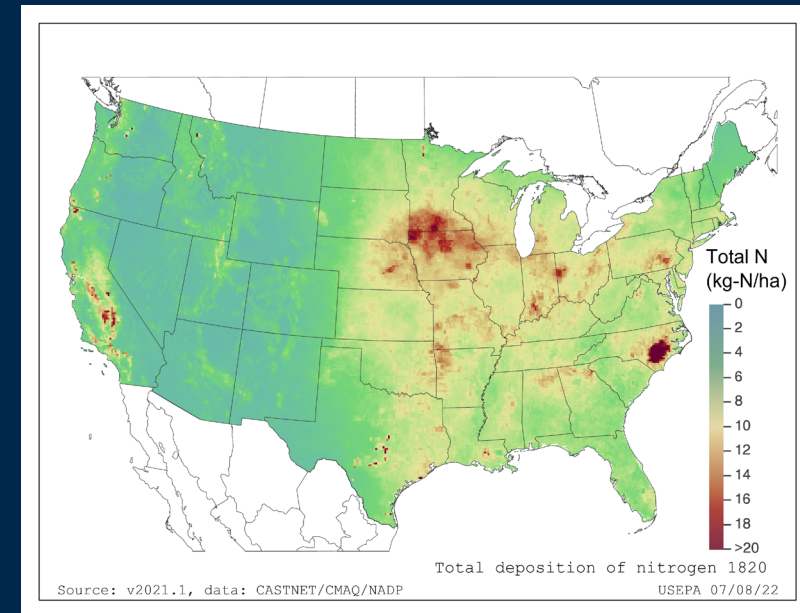 Total N
(kg-N/ha)
0
2
4
6
8
10
12
14
16
18
>20
Total deposition of nitrogen 1820
Source: v2021.1, data: CASTNET/CMAQ/NADP
USEPA 07/08/22